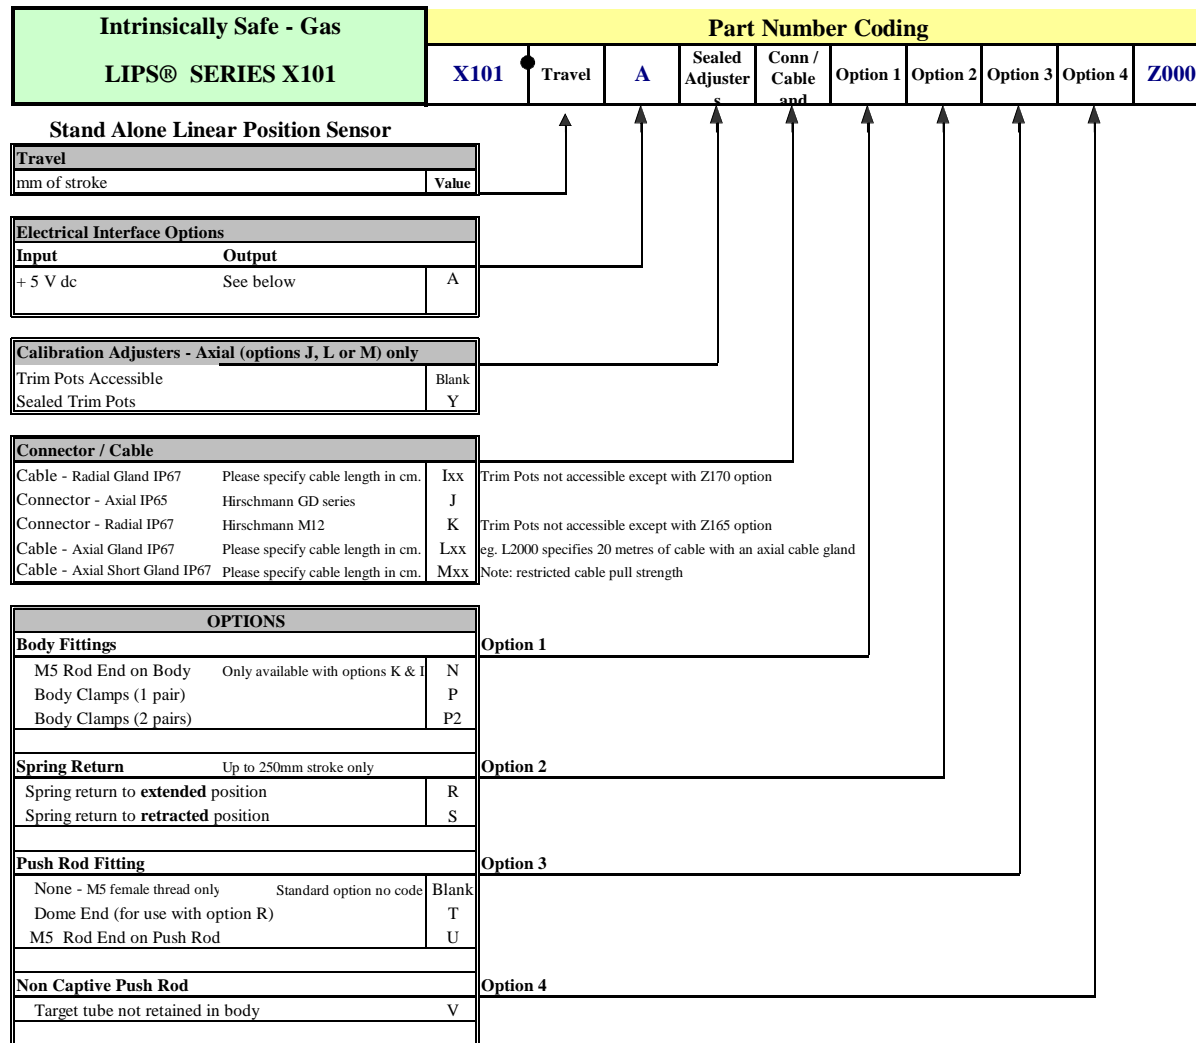 Intrinsically Safe - Gas
LIPS® SERIES X101
Part Number Coding
X101 Travel A Sealed Adjusters Conn / Cable and Option 1 Option 2 Option 3 Option 4 Z000
Stand Alone Linear Position Sensor
Travel
mm of stroke Value
Electrical Interface Options
Input Output
+ 5 V dc See below A
Calibration Adjusters - Axial (options J, L or M) only
Trim Pots Accessible Blank
Sealed Trim Pots Y
Connector / Cable
Cable - Radial Gland IP67 Please specify cable length in cm. Ixx Trim Pots not accessible except with Z170 option
Connector - Axial IP65 Hirschmann GD series J
Connector - Radial IP67 Hirschmann M12 K Trim Pots not accessible except with Z165 option
Cable - Axial Gland IP67 Please specify cable length in cm. Lxx eg. L2000 specifies 20 metres of cable with an axial cable gland
Cable - Axial Short Gland IP67 Please specify cable length in cm. Mxx Note: restricted cable pull strength
OPTIONS
Body Fittings Option 1
M5 Rod End on Body Only available with options K & I N
Body Clamps (1 pair) P
Body Clamps (2 pairs) P2
Spring Return Up to 250mm stroke only Option 2
Spring return to extended position R
Spring return to retracted position S
Push Rod Fitting Option 3
None - M5 female thread only Standard option no code Blank
Dome End (for use with option R) T
M5 Rod End on Push Rod U
Non Captive Push Rod Option 4
Target tube not retained in body V